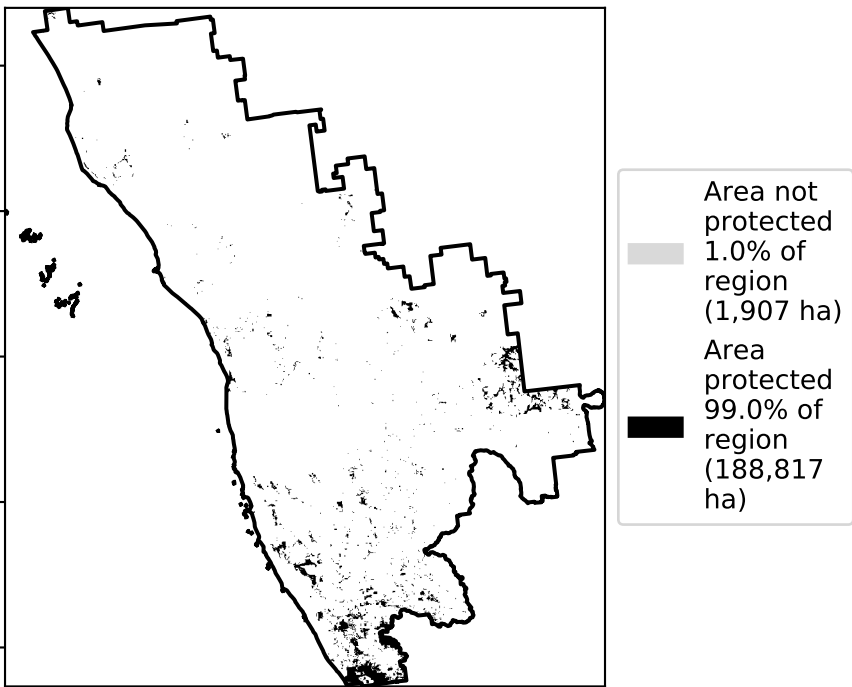 Area not
protected
1.0% of
region
(1,907 ha)
Area
protected
99.0% of
region
(188,817
ha)